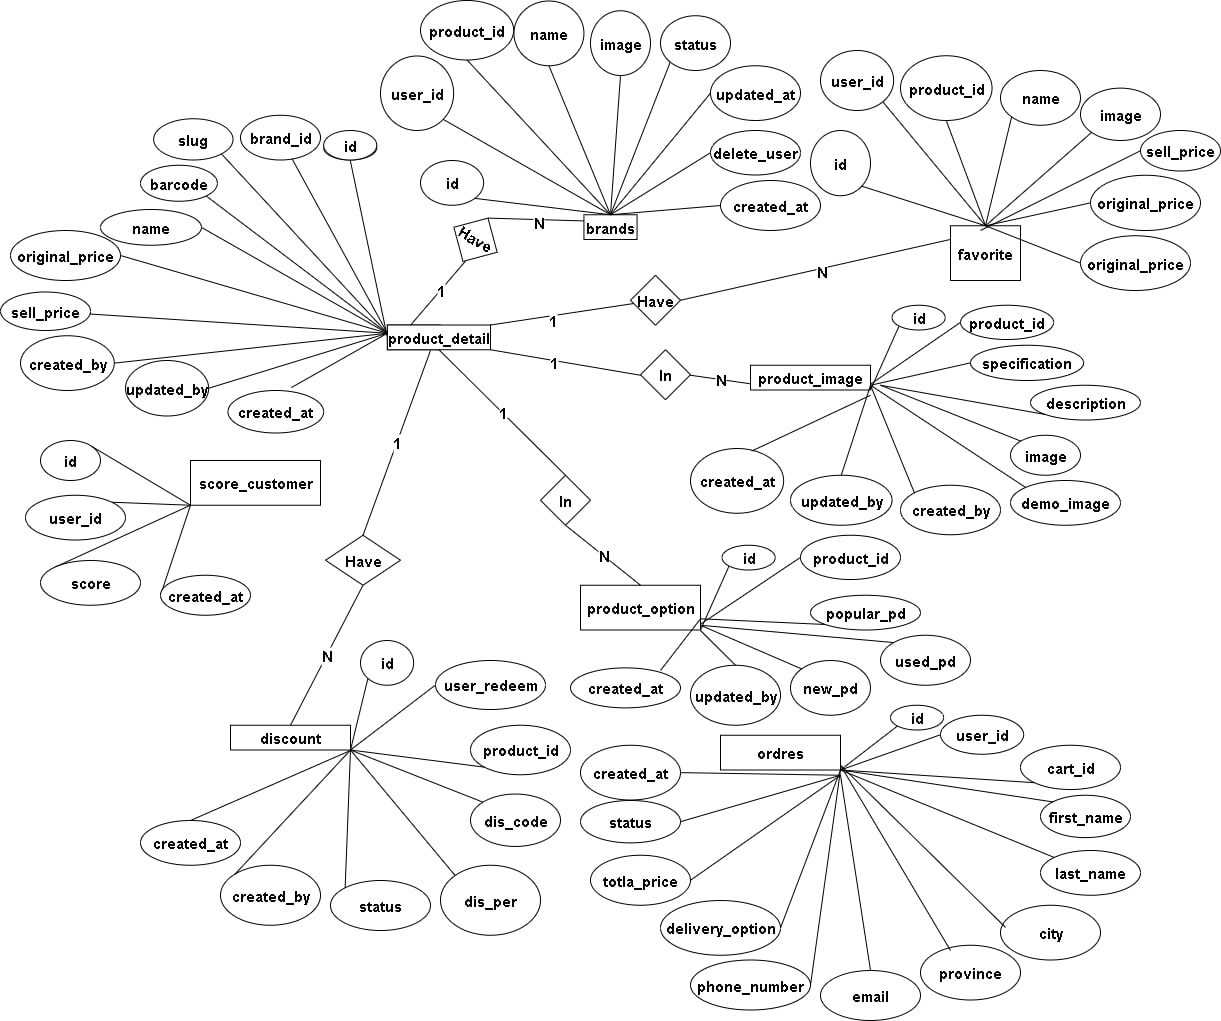 product_id
name
image
status
user_id
updated_at
delete_user
id
created_at
brands
N
Have
1
user_id
product_id
name
image
id
sell_price
original_price
original_price
favorite
N
Have
1
slug
brand_id
id
barcode
name
original_price
sell_price
created_by
updated_by
created_at
product_detail
1
In
N
product_image
id
product_id
specification
description
image
demo_image
created_at
updated_by
created_by
id
user_id
score
created_at
score_customer
1
In
N
product_option
id
product_id
popular_pd
used_pd
new_pd
updated_by
created_at
1
Have
N
discount
id
user_redeem
product_id
dis_code
dis_per
status
created_by
created_at
ordres
id
user_id
cart_id
first_name
last_name
city
province
email
phone_number
delivery_option
totla_price
status
created_at